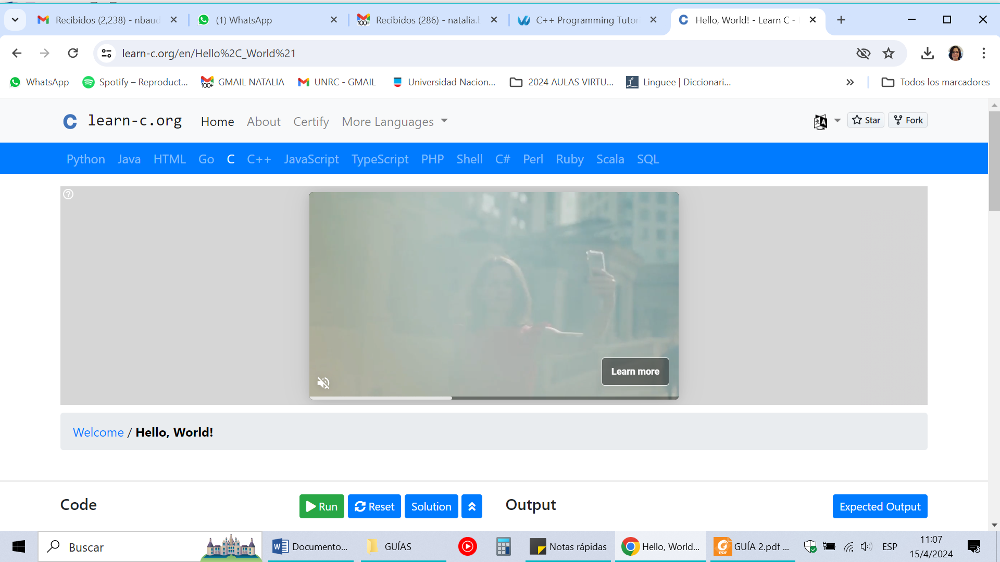 Recibidos (2,238) - nbaud
(1) WhatsApp
Recibidos (286) - natalia.b
C++ Programming Tutor
Hello, World! - Learn C -
learn-c.org/en/Hello%2C_World%21
WhatsApp
Spotify – Reproduct...
100+
GMAIL NATALIA
UNRC - GMAIL
Universidad Nacion...
2024 AULAS VIRTU...
Linguee | Diccionari...
Todos los marcadores
C learn-c.org
Home
About
Certify
More Languages
Star
Fork
Python Java HTML Go C C++ JavaScript TypeScript PHP Shell C# Perl Ruby Scala SQL
Learn more
Welcome / Hello, World!
Code
Run
Reset
Solution
Output
Expected Output
Buscar
Documento...
GUÍAS
Notas rápidas
Hello, World...
PDF
GUÍA 2.pdf ...
ESP
11:07
15/4/2024